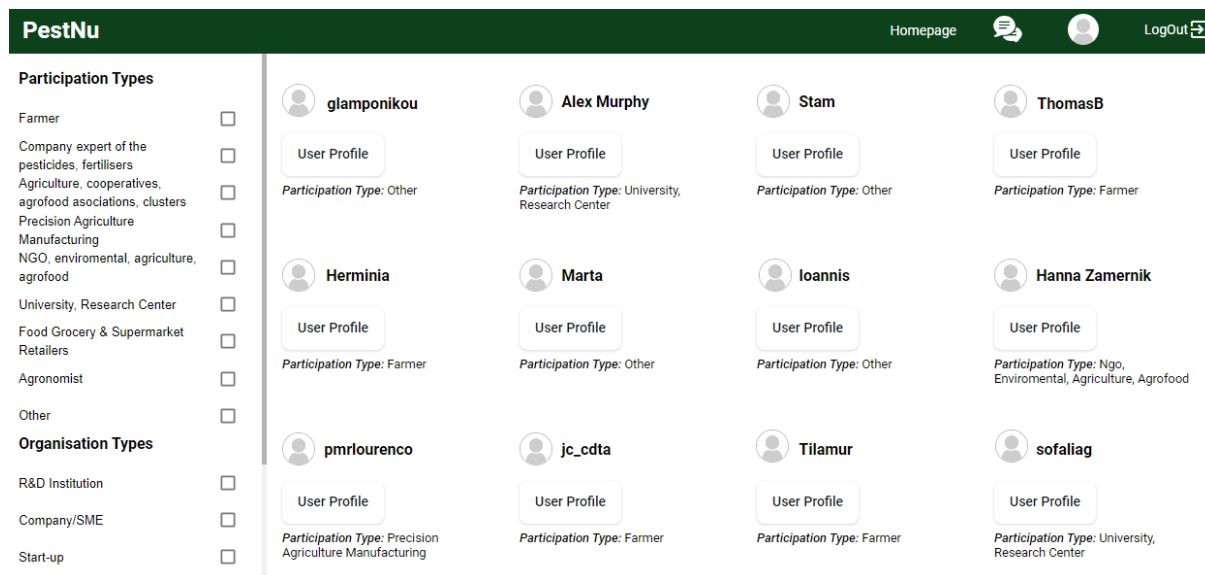 PestNu
Homepage
LogOut
Participation Types
Farmer
Company expert of the
pesticides, fertilisers
Agriculture, cooperatives,
agrofood asociations, clusters
Precision Agriculture
Manufacturing
NGO, enviromental, agriculture,
agrofood
University, Research Center
Food Grocery & Supermarket
Retailers
Agronomist
Other
Organisation Types
R&D Institution
Company/SME
Start-up
glamponikou
User Profile
Participation Type: Other
Alex Murphy
User Profile
Participation Type: University,
Research Center
Stam
User Profile
Participation Type: Other
ThomasB
User Profile
Participation Type: Farmer
Herminia
User Profile
Participation Type: Farmer
Marta
User Profile
Participation Type: Other
Ioannis
User Profile
Participation Type: Other
Hanna Zamernik
User Profile
Participation Type: Ngo,
Enviromental, Agriculture, Agrofood
pmrlourenco
User Profile
Participation Type: Precision
Agriculture Manufacturing
jc_cdta
User Profile
Participation Type: Farmer
Tilamur
User Profile
Participation Type: Farmer
sofaliag
User Profile
Participation Type: University,
Research Center